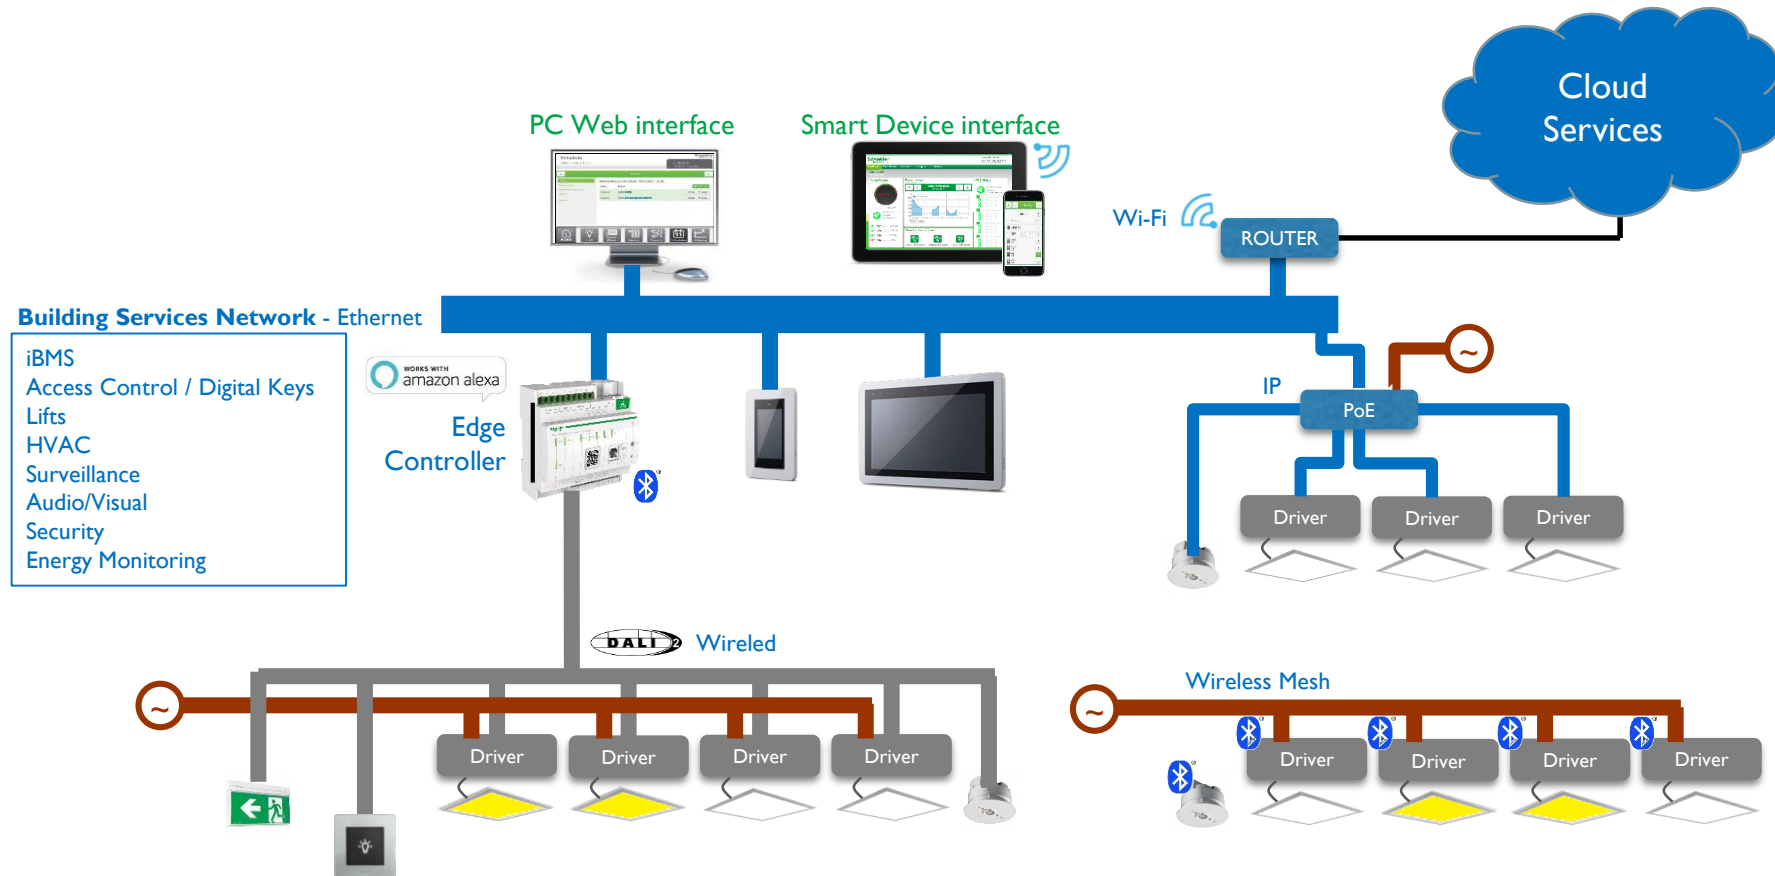 Cloud
Services
PC Web interface
Smart Device interface
Wi-Fi
ROUTER
Building Services Network - Ethernet
iBMS
Access Control / Digital Keys
Lifts
HVAC
Surveillance
Audio/Visual
Security
Energy Monitoring
WORKS WITH
amazon alexa
Edge
Controller
~
IP
PoE
Driver
Driver
Driver
DALI 2
Wireled
~
Driver
Driver
Driver
Driver
Wireless Mesh
~
Driver
Driver
Driver
Driver